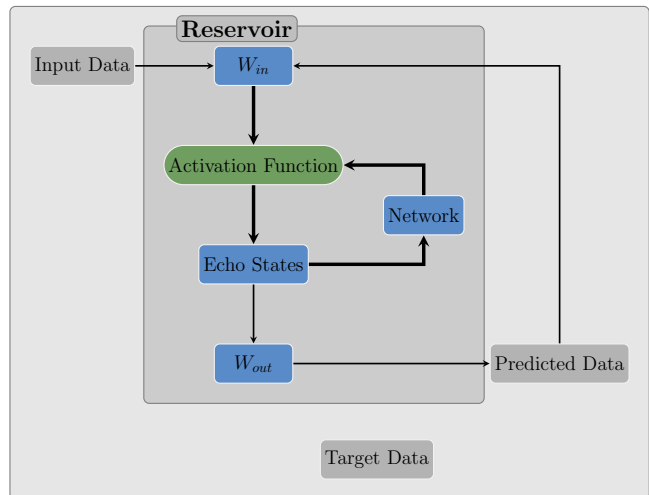 Reservoir
Input Data
W_in
Activation Function
Network
Echo States
W_out
Predicted Data
Target Data